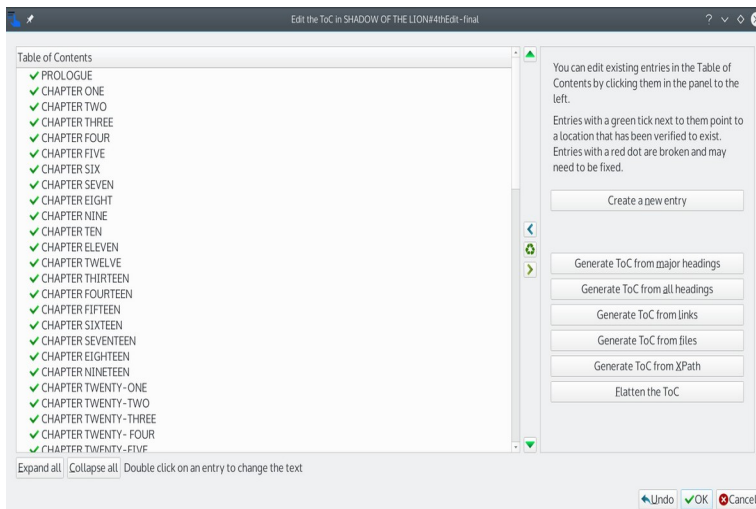 Edit the ToC in SHADOW OF THE LION#4thEdit-final
Table of Contents
PROLOGUE
CHAPTER ONE
CHAPTER TWO
CHAPTER THREE
CHAPTER FOUR
CHAPTER FIVE
CHAPTER SIX
CHAPTER SEVEN
CHAPTER EIGHT
CHAPTER NINE
CHAPTER TEN
CHAPTER ELEVEN
CHAPTER TWELVE
CHAPTER THIRTEEN
CHAPTER FOURTEEN
CHAPTER FIFTEEN
CHAPTER SIXTEEN
CHAPTER SEVENTEEN
CHAPTER EIGHTEEN
CHAPTER NINETEEN
CHAPTER TWENTY-ONE
CHAPTER TWENTY-TWO
CHAPTER TWENTY-THREE
CHAPTER TWENTY- FOUR
CHAPTER TWENTY-FIVE
Expand all Collapse all Double click on an entry to change the text
You can edit existing entries in the Table of
Contents by clicking them in the panel to the
left.
Entries with a green tick next to them point to
a location that has been verified to exist.
Entries with a red dot are broken and may
need to be fixed.
Create a new entry
Generate ToC from major headings
Generate ToC from all headings
Generate ToC from links
Generate ToC from files
Generate ToC from XPath
Flatten the ToC
Undo OK Cancel